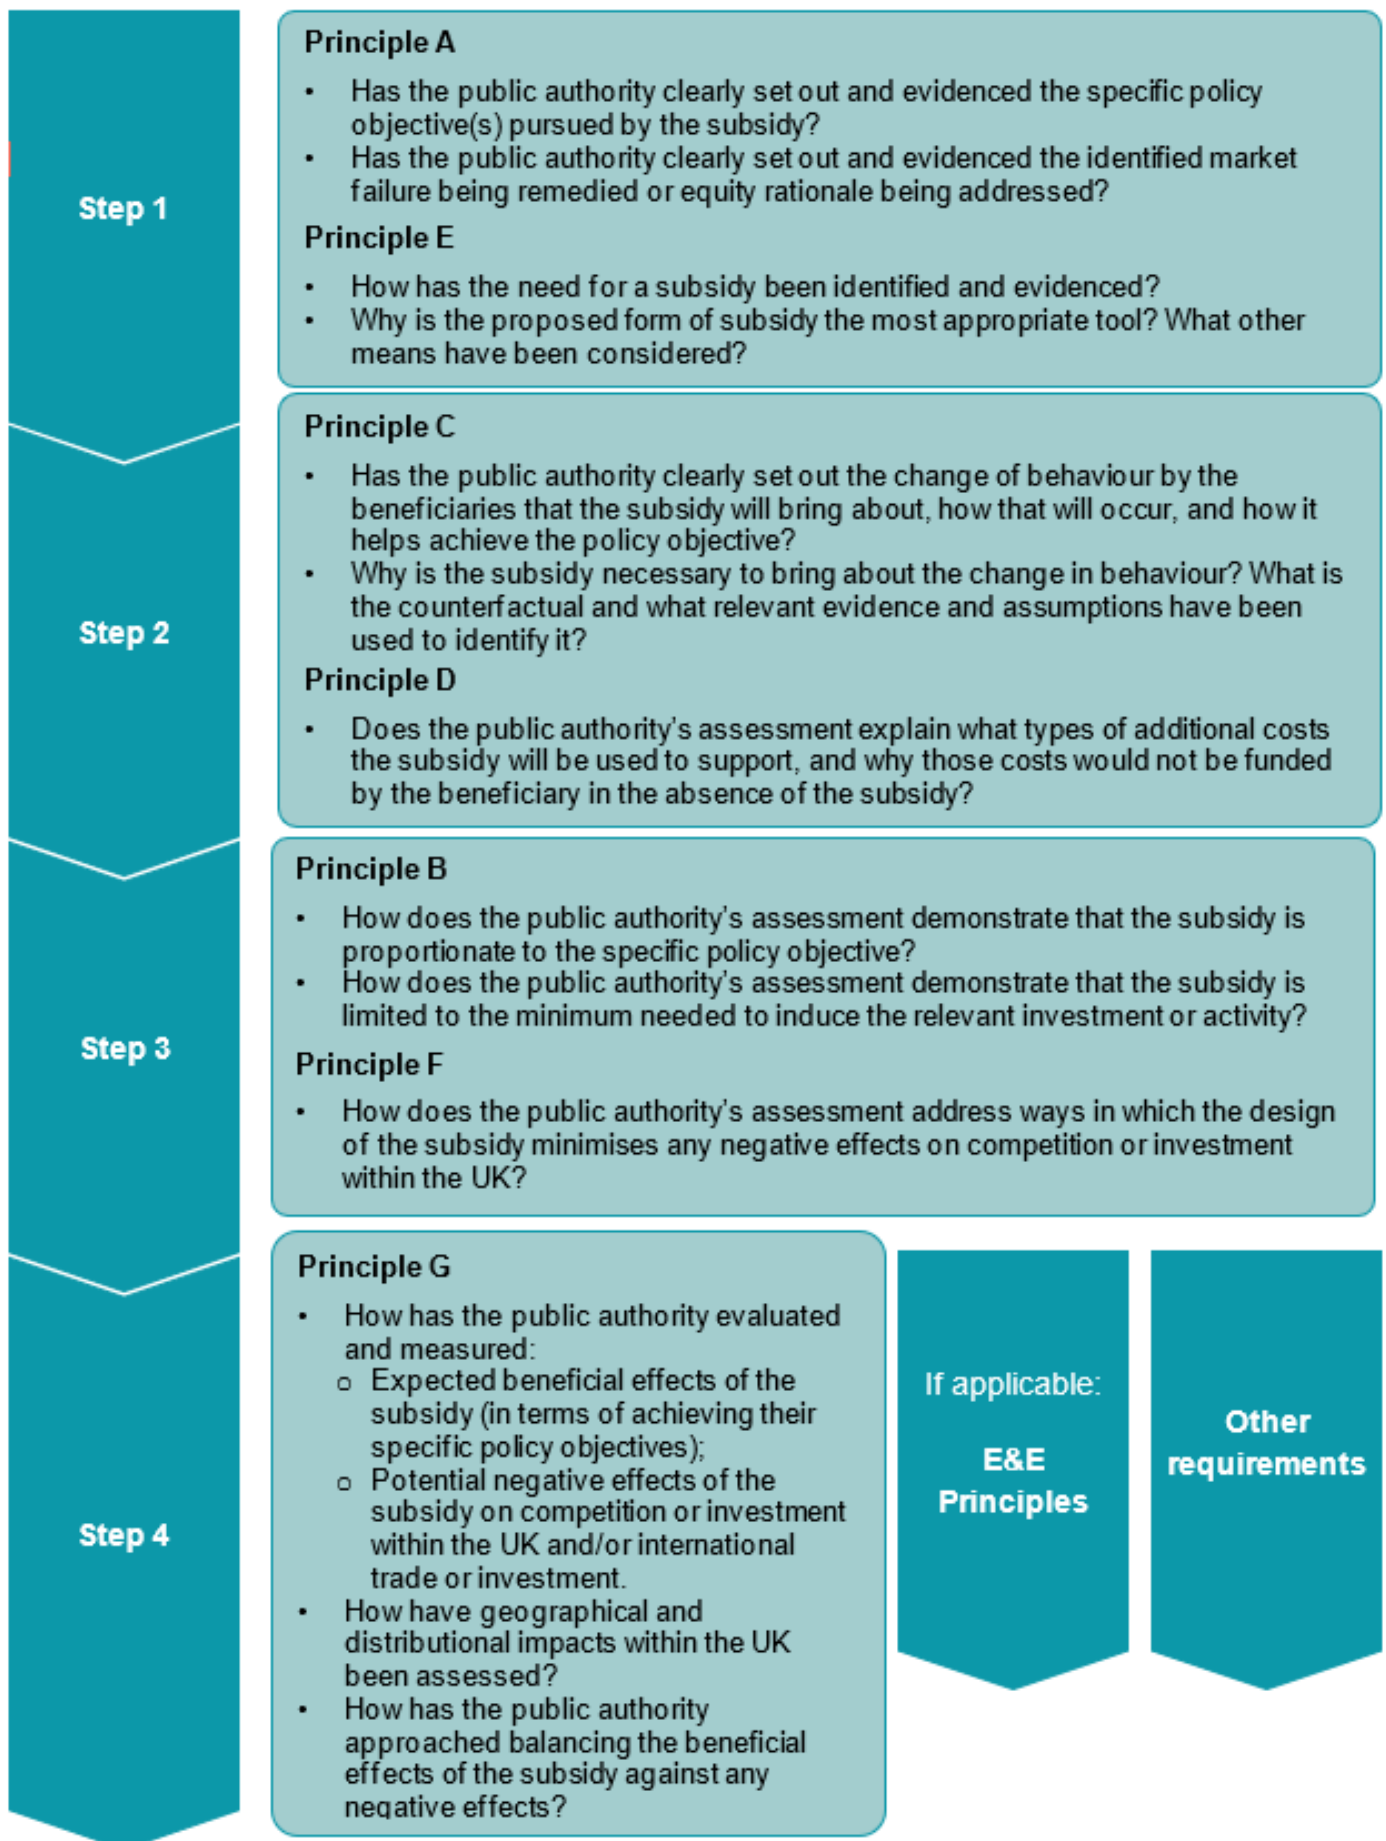 Step 1
Principle A
• Has the public authority clearly set out and evidenced the specific policy
objective(s) pursued by the subsidy?
• Has the public authority clearly set out and evidenced the identified market
failure being remedied or equity rationale being addressed?
Principle E
• How has the need for a subsidy been identified and evidenced?
• Why is the proposed form of subsidy the most appropriate tool? What other
means have been considered?
Step 2
Principle C
• Has the public authority clearly set out the change of behaviour by the
beneficiaries that the subsidy will bring about, how that will occur, and how it
helps achieve the policy objective?
• Why is the subsidy necessary to bring about the change in behaviour? What is
the counterfactual and what relevant evidence and assumptions have been
used to identify it?
Principle D
• Does the public authority's assessment explain what types of additional costs
the subsidy will be used to support, and why those costs would not be funded
by the beneficiary in the absence of the subsidy?
Step 3
Principle B
• How does the public authority's assessment demonstrate that the subsidy is
proportionate to the specific policy objective?
• How does the public authority's assessment demonstrate that the subsidy is
limited to the minimum needed to induce the relevant investment or activity?
Principle F
• How does the public authority's assessment address ways in which the design
of the subsidy minimises any negative effects on competition or investment
within the UK?
Step 4
Principle G
• How has the public authority evaluated
and measured:
o Expected beneficial effects of the
subsidy (in terms of achieving their
specific policy objectives);
o Potential negative effects of the
subsidy on competition or investment
within the UK and/or international
trade or investment.
• How have geographical and
distributional impacts within the UK
been assessed?
• How has the public authority
approached balancing the beneficial
effects of the subsidy against any
negative effects?
If applicable:
E&E
Principles
Other
requirements